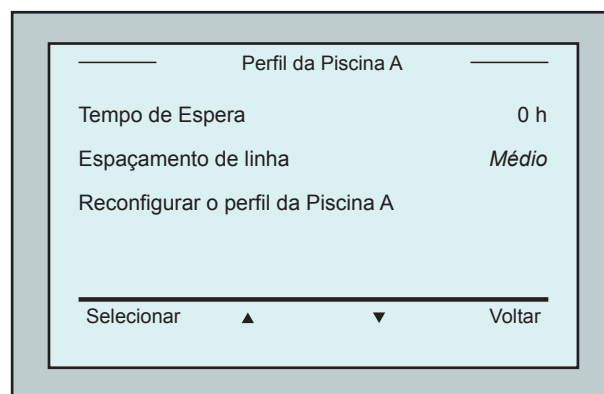 Perfil da Piscina A
Tempo de Espera 0 h
Espaçamento de linha Médio
Reconfigurar o perfil da Piscina A
Selecionar ▲ ▼ Voltar